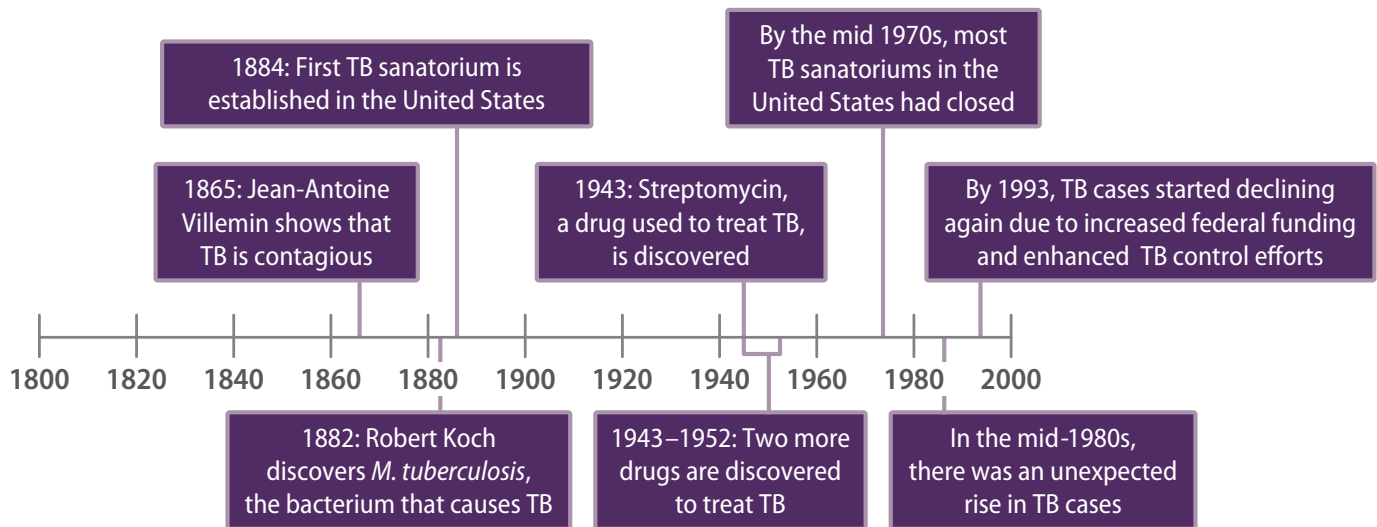 1884: First TB sanatorium is
established in the United States
By the mid 1970s, most
TB sanatoriums in the
United States had closed
1865: Jean-Antoine
Villemin shows that
TB is contagious
1943: Streptomycin,
a drug used to treat TB,
is discovered
By 1993, TB cases started declining
again due to increased federal funding
and enhanced TB control efforts
1800 1820 1840 1860 1880 1900 1920 1940 1960 1980 2000
1882: Robert Koch
discovers M. tuberculosis,
the bacterium that causes TB
1943–1952: Two more
drugs are discovered
to treat TB
In the mid-1980s,
there was an unexpected
rise in TB cases